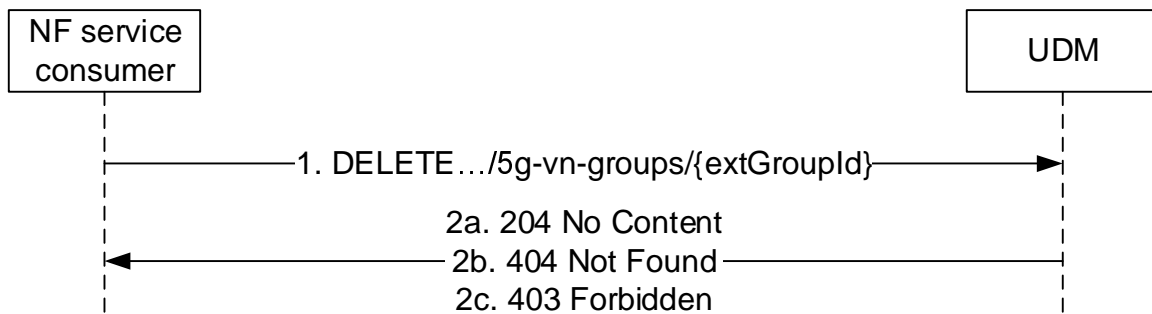 NF service
consumer
UDM
1. DELETE…/5g-vn-groups/{extGroupId}
2a. 204 No Content
2b. 404 Not Found
2c. 403 Forbidden